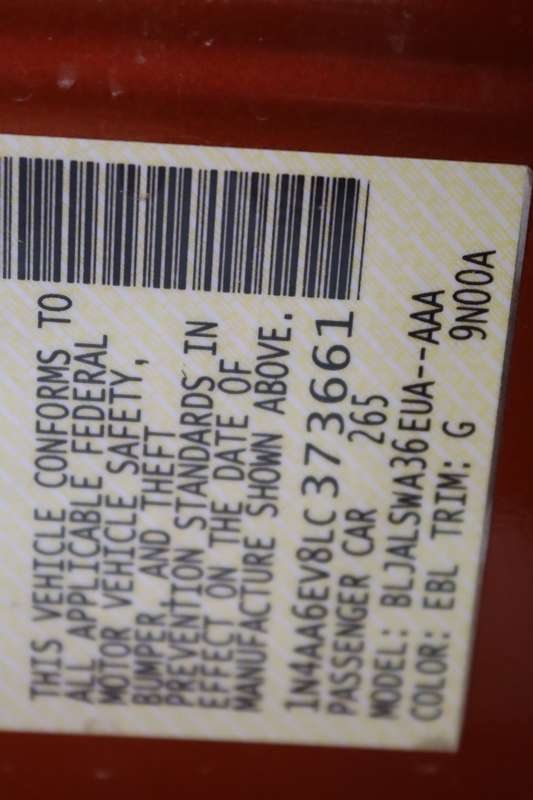 THIS VEHICLE CONFORMS TO
ALL APPLICABLE FEDERAL
MOTOR VEHICLE SAFETY,
BUMPER, AND THEFT
PREVENTION STANDARDS IN
EFFECT ON THE DATE OF
MANUFACTURE SHOWN ABOVE.
1N4AA6EV8LC373661
PASSENGER CAR 265
MODEL: BLJALSWA36EUA--AAA
COLOR: EBL TRIM: G 9N00A